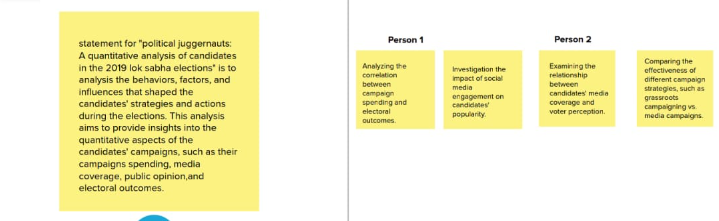 statement for "political juggernauts:
A quantitative analysis of candidates
in the 2019 lok sabha elections" is to
analysis the behaviors, factors, and
influences that shaped the
candidates' strategies and actions
during the elections. This analysis
aims to provide insights into the
quantitative aspects of the
candidates' campaigns, such as their
campaigns spending, media
coverage, public opinion,and
electoral outcomes.
Person 1
Analyzing the
correlation
between
campaign
spending and
electoral
outcomes.
Investigation the
impact of social
media
engagement on
candidates'
popularity.
Person 2
Examining the
relationship
between
candidates' media
coverage and
voter perception.
Comparing the
effectiveness of
different campaign
strategies, such as
grassroots
campaigning vs.
media campaigns.